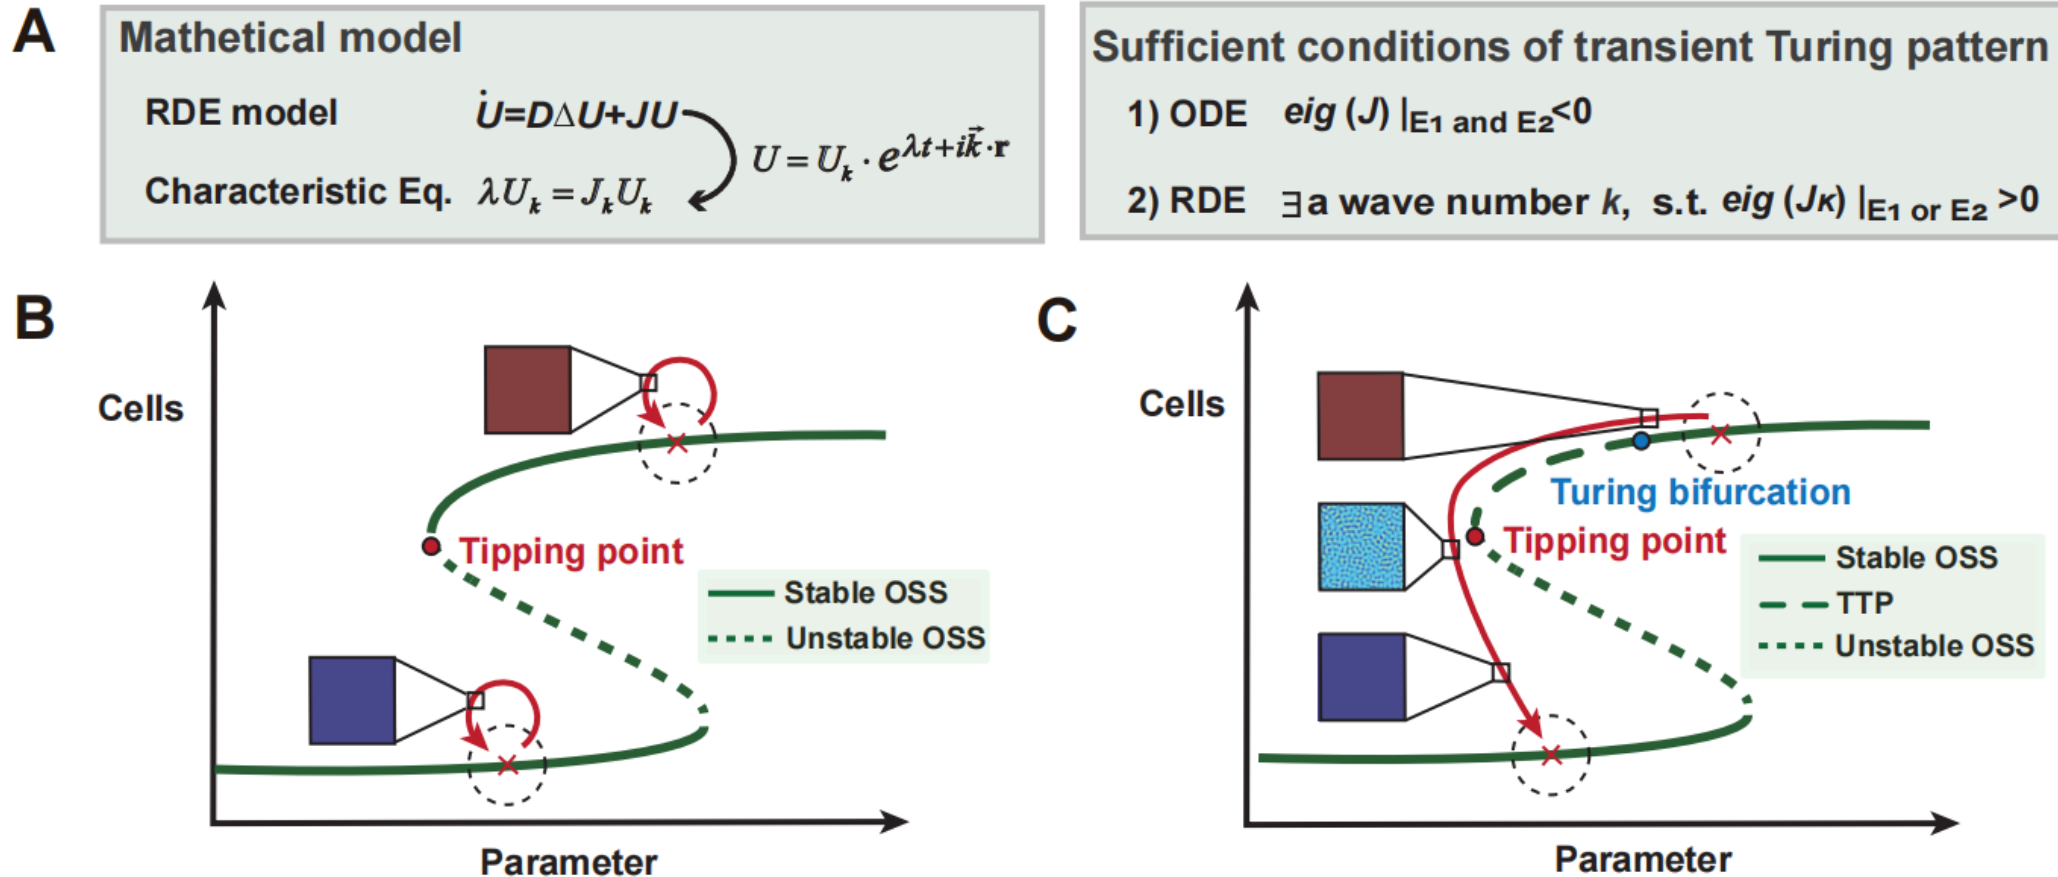 A
Mathetical model
RDE model U̇=DΔU+JU
U = U_k · e^{λt+ik⃗·r}
Characteristic Eq. λU_k = J_kU_k
Sufficient conditions of transient Turing pattern
1) ODE eig (J) |E1 and E2<0
2) RDE ∃ a wave number k, s.t. eig (Jκ) |E1 or E2 >0
B
Cells
Tipping point
Stable OSS
Unstable OSS
Parameter
C
Cells
Turing bifurcation
Tipping point
Stable OSS
TTP
Unstable OSS
Parameter